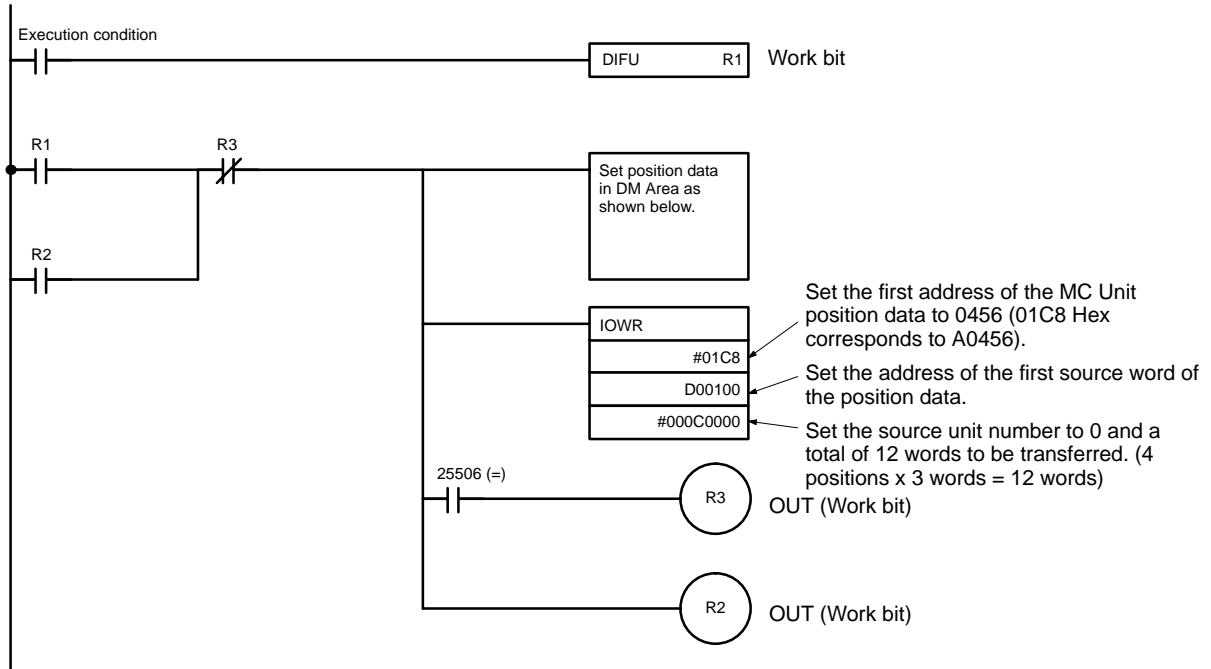 Execution condition
DIFU R1 Work bit
R1 R3
Set position data
in DM Area as
shown below.
R2
IOWR
#01C8
D00100
#000C0000
Set the first address of the MC Unit
position data to 0456 (01C8 Hex
corresponds to A0456).
Set the address of the first source word of
the position data.
Set the source unit number to 0 and a
total of 12 words to be transferred. (4
positions x 3 words = 12 words)
25506 (=)
R3
OUT (Work bit)
R2
OUT (Work bit)